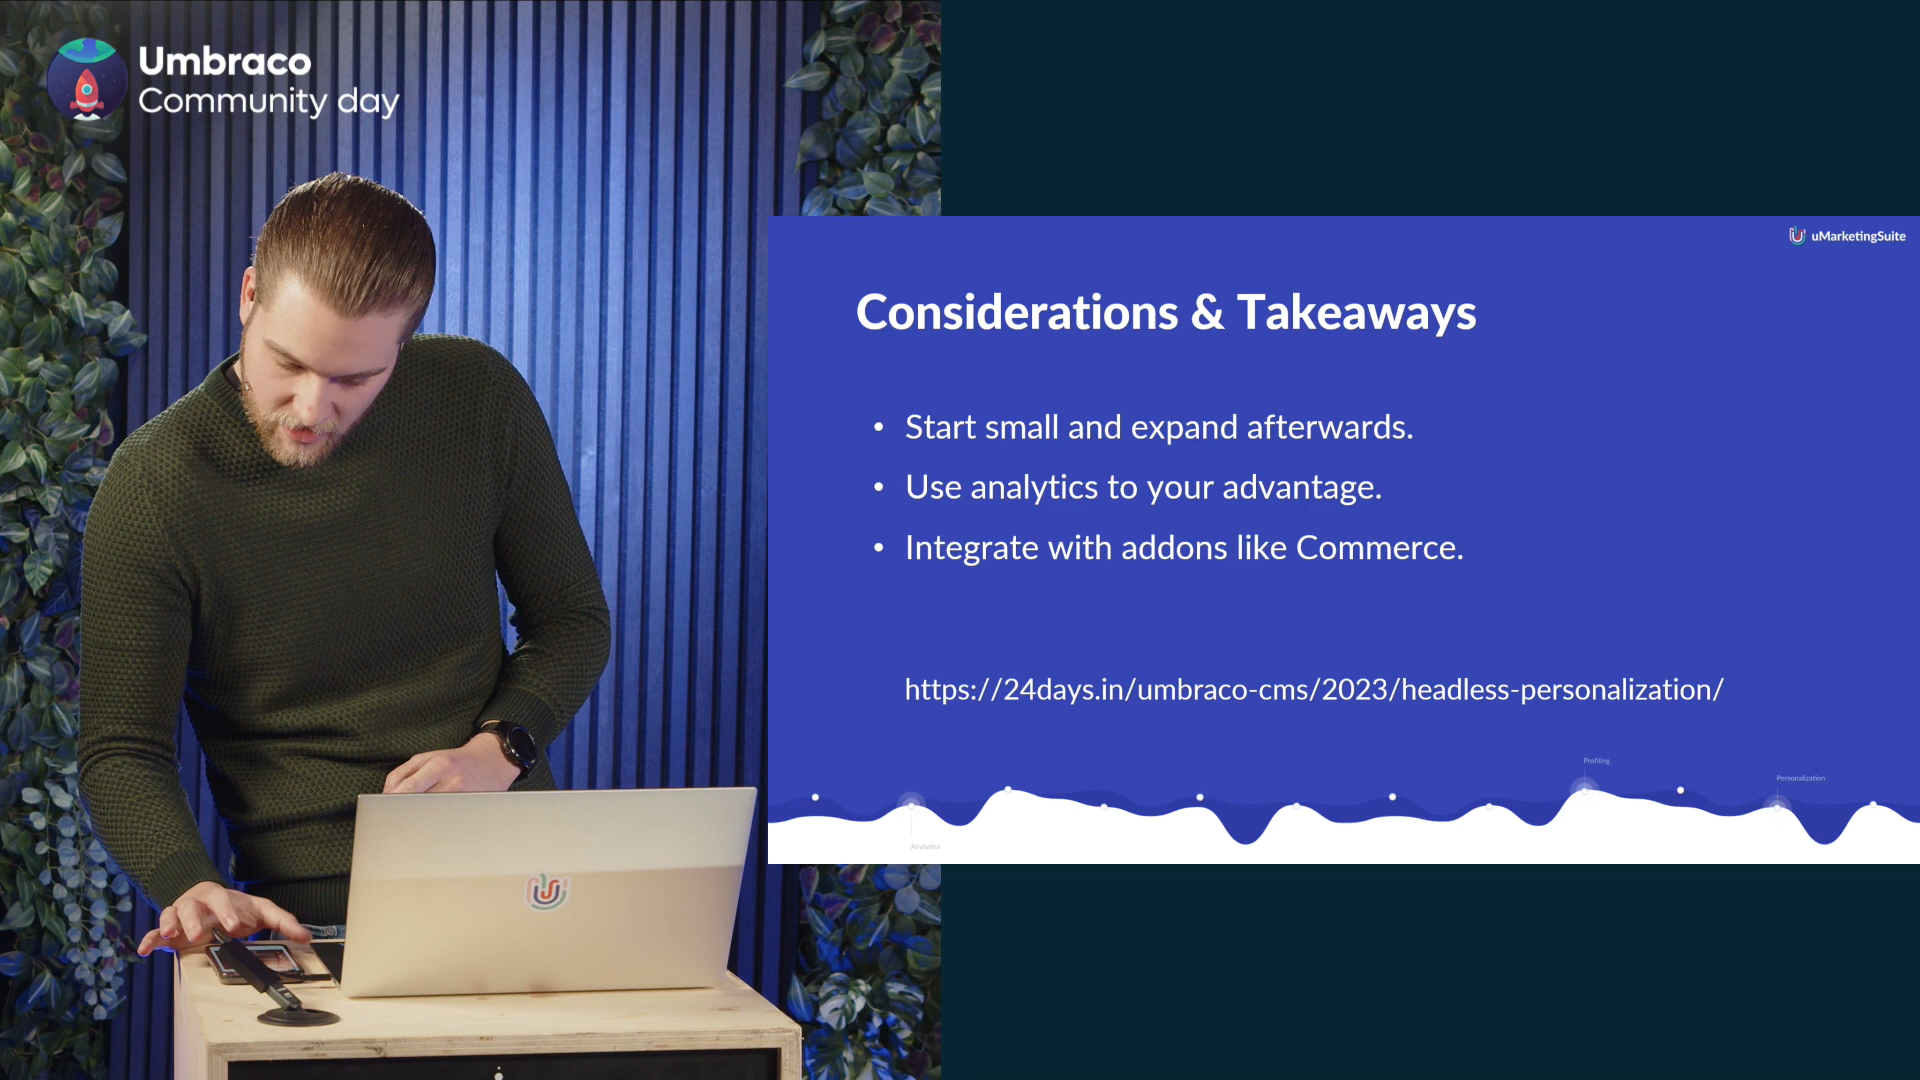 Umbraco
Community day
uMarketingSuite
Considerations & Takeaways
• Start small and expand afterwards.
• Use analytics to your advantage.
• Integrate with addons like Commerce.
https://24days.in/umbraco-cms/2023/headless-personalization/
Profiling
Personalization
Analytics